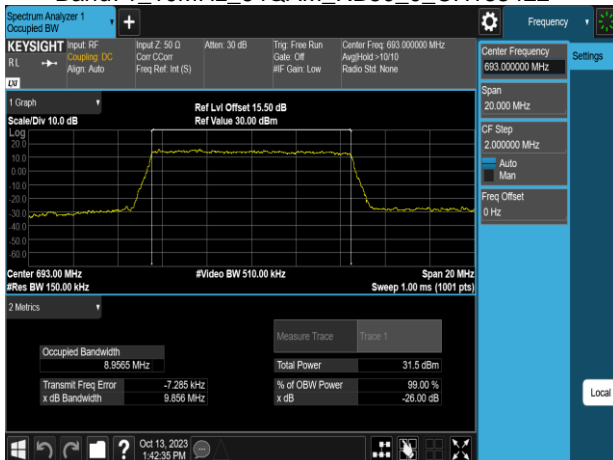 Spectrum Analyzer 1
Occupied BW
+
Frequency
KEYSIGHT
RL
Input: RF
Coupling: DC
Align: Auto
Input Z: 50 Ω
Corr CCorr
Freq Ref: Int (S)
Atten: 30 dB
Trig: Free Run
Gate: Off
#IF Gain: Low
Center Freq: 693.000000 MHz
Avg|Hold:>10/10
Radio Std: None
LXI
Center Frequency
693.000000 MHz
Settings
Span
20.000 MHz
CF Step
2.000000 MHz
Auto
Man
Freq Offset
0 Hz
Local
1 Graph
Scale/Div 10.0 dB
Ref Lvl Offset 15.50 dB
Ref Value 30.00 dBm
Log
20.0
10.0
0.00
-10.0
-20.0
-30.0
-40.0
-50.0
-60.0
Center 693.00 MHz
#Video BW 510.00 kHz
Span 20 MHz
#Res BW 150.00 kHz
Sweep 1.00 ms (1001 pts)
2 Metrics
Measure Trace
Trace 1
Occupied Bandwidth
8.9565 MHz
Total Power
31.5 dBm
Transmit Freq Error
-7.285 kHz
% of OBW Power
99.00 %
x dB Bandwidth
9.856 MHz
x dB
-26.00 dB
?
Oct 13, 2023
1:42:35 PM